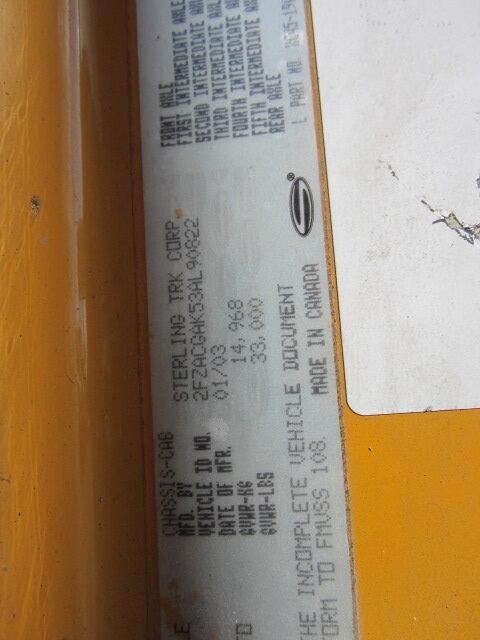 CHASSIS-CAB
MFD. BY STERLING TRK CORP.
VEHICLE ID NO. 2FZACGAK53AL90822
DATE OF MFR. 01/03
GVWR-KG 14,968
GVWR-LBS 33,000
THE INCOMPLETE VEHICLE DOCUMENT
ORM TO FMVSS 108. MADE IN CANADA
FRONT AXLE
FIRST INTERMEDIATE AXLE
SECOND INTERMEDIATE AXLE
THIRD INTERMEDIATE AXLE
FOURTH INTERMEDIATE AXLE
FIFTH INTERMEDIATE AXLE
REAR AXLE
L PART NO.